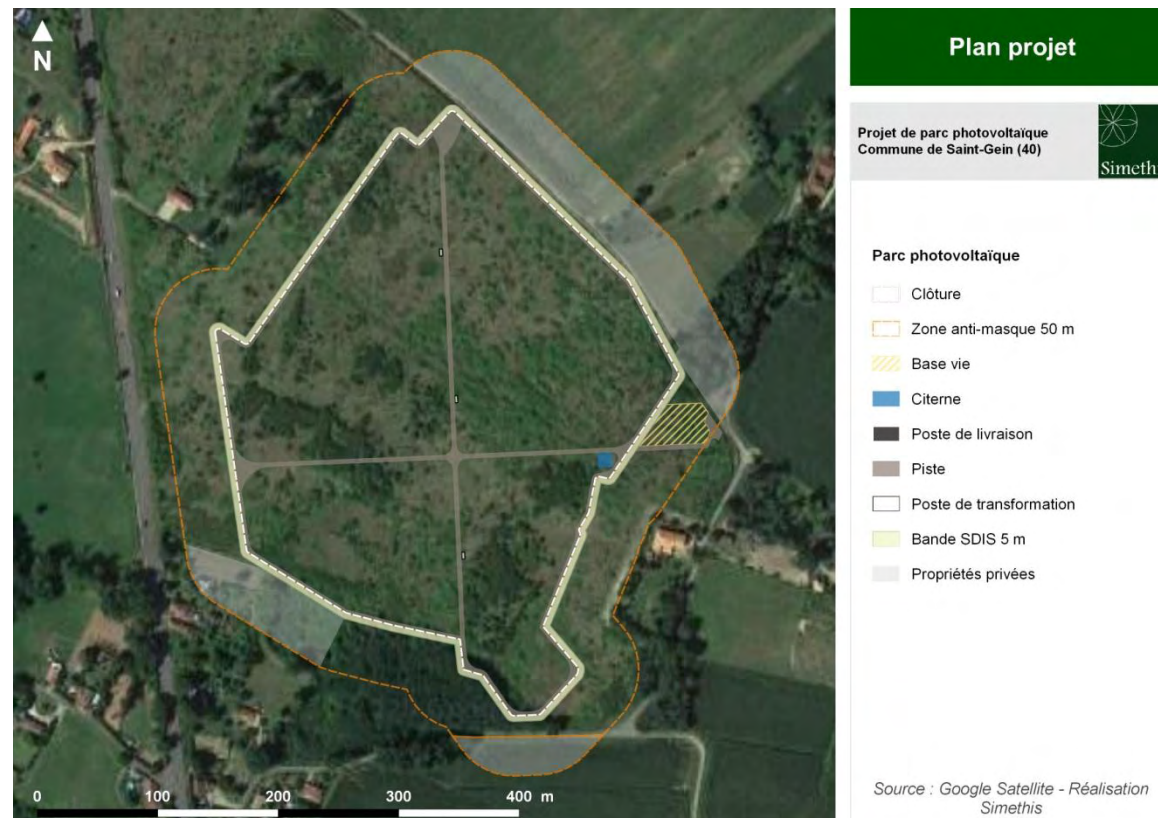 N
0 100 200 300 400 m
Plan projet
Projet de parc photovoltaïque
Commune de Saint-Gein (40)
Simethi
Parc photovoltaïque
Clôture
Zone anti-masque 50 m
Base vie
Citerne
Poste de livraison
Piste
Poste de transformation
Bande SDIS 5 m
Propriétés privées
Source : Google Satellite - Réalisation
Simethis